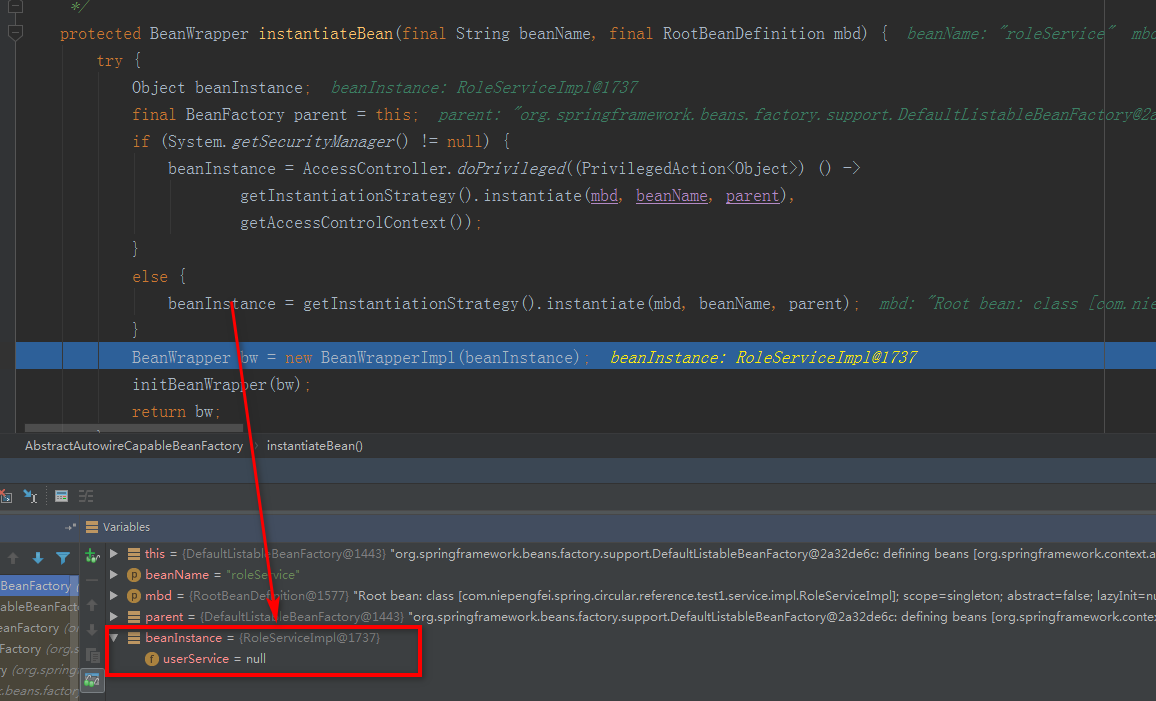 */
protected BeanWrapper instantiateBean(final String beanName, final RootBeanDefinition mbd) { beanName: "roleService" mbd
try {
Object beanInstance; beanInstance: RoleServiceImpl@1737
final BeanFactory parent = this; parent: "org.springframework.beans.factory.support.DefaultListableBeanFactory@2a
if (System.getSecurityManager() != null) {
beanInstance = AccessController.doPrivileged((PrivilegedAction<Object>) () ->
getInstantiationStrategy().instantiate(mbd, beanName, parent),
getAccessControlContext());
}
else {
beanInstance = getInstantiationStrategy().instantiate(mbd, beanName, parent); mbd: "Root bean: class [com.nie
}
BeanWrapper bw = new BeanWrapperImpl(beanInstance); beanInstance: RoleServiceImpl@1737
initBeanWrapper(bw);
return bw;
AbstractAutowireCapableBeanFactory instantiateBean()
Variables
this = {DefaultListableBeanFactory@1443} "org.springframework.beans.factory.support.DefaultListableBeanFactory@2a32de6c: defining beans [org.springframework.context.a
BeanFactory (
beanName = "roleService"
ableBeanFacto
mbd = {RootBeanDefinition@1577} "Root bean: class [com.niepengfei.spring.circular.reference.test1.service.impl.RoleServiceImpl]; scope=singleton; abstract=false; lazyInit=nu
eanFactory (or
parent = {DefaultListableBeanFactory@1443} "org.springframework.beans.factory.support.DefaultListableBeanFactory@2a32de6c: defining beans [org.springframework.conte
Factory (org.s
beanInstance = {RoleServiceImpl@1737}
ry (org.spring
userService = null
.beans.factory